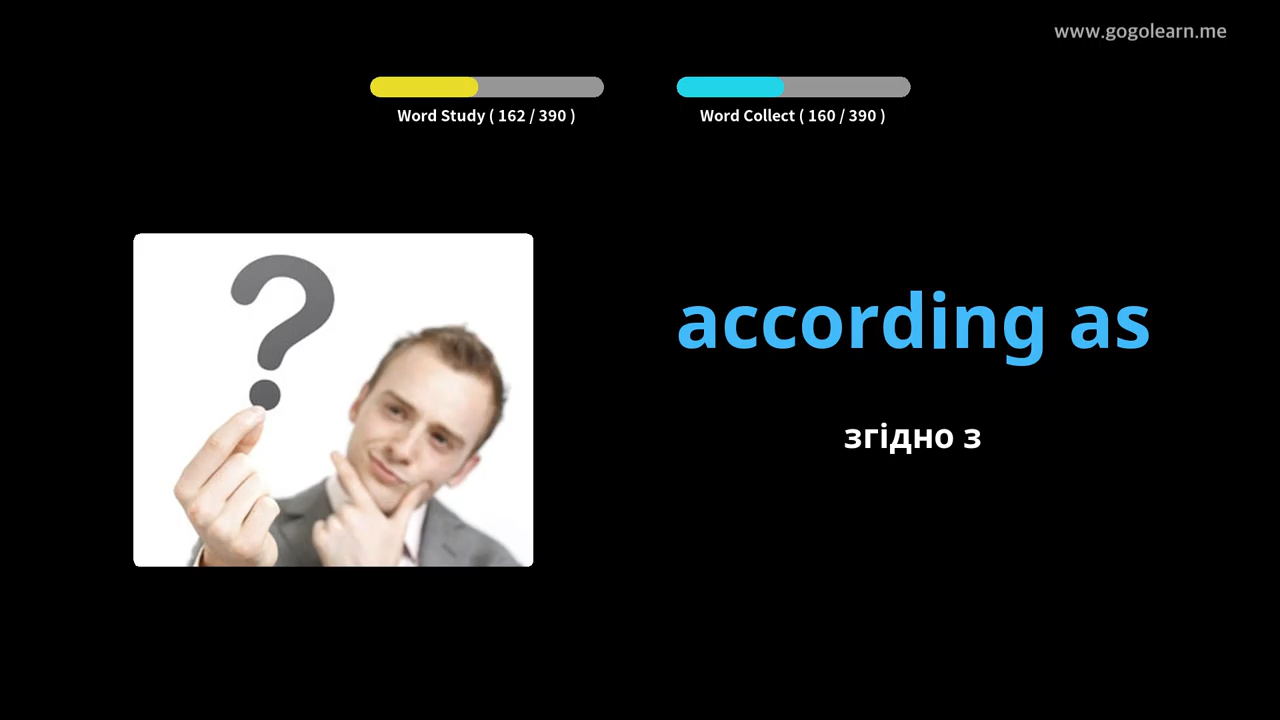 www.gogolearn.me
Word Study ( 162 / 390 )
Word Collect ( 160 / 390 )
according as
згідно з